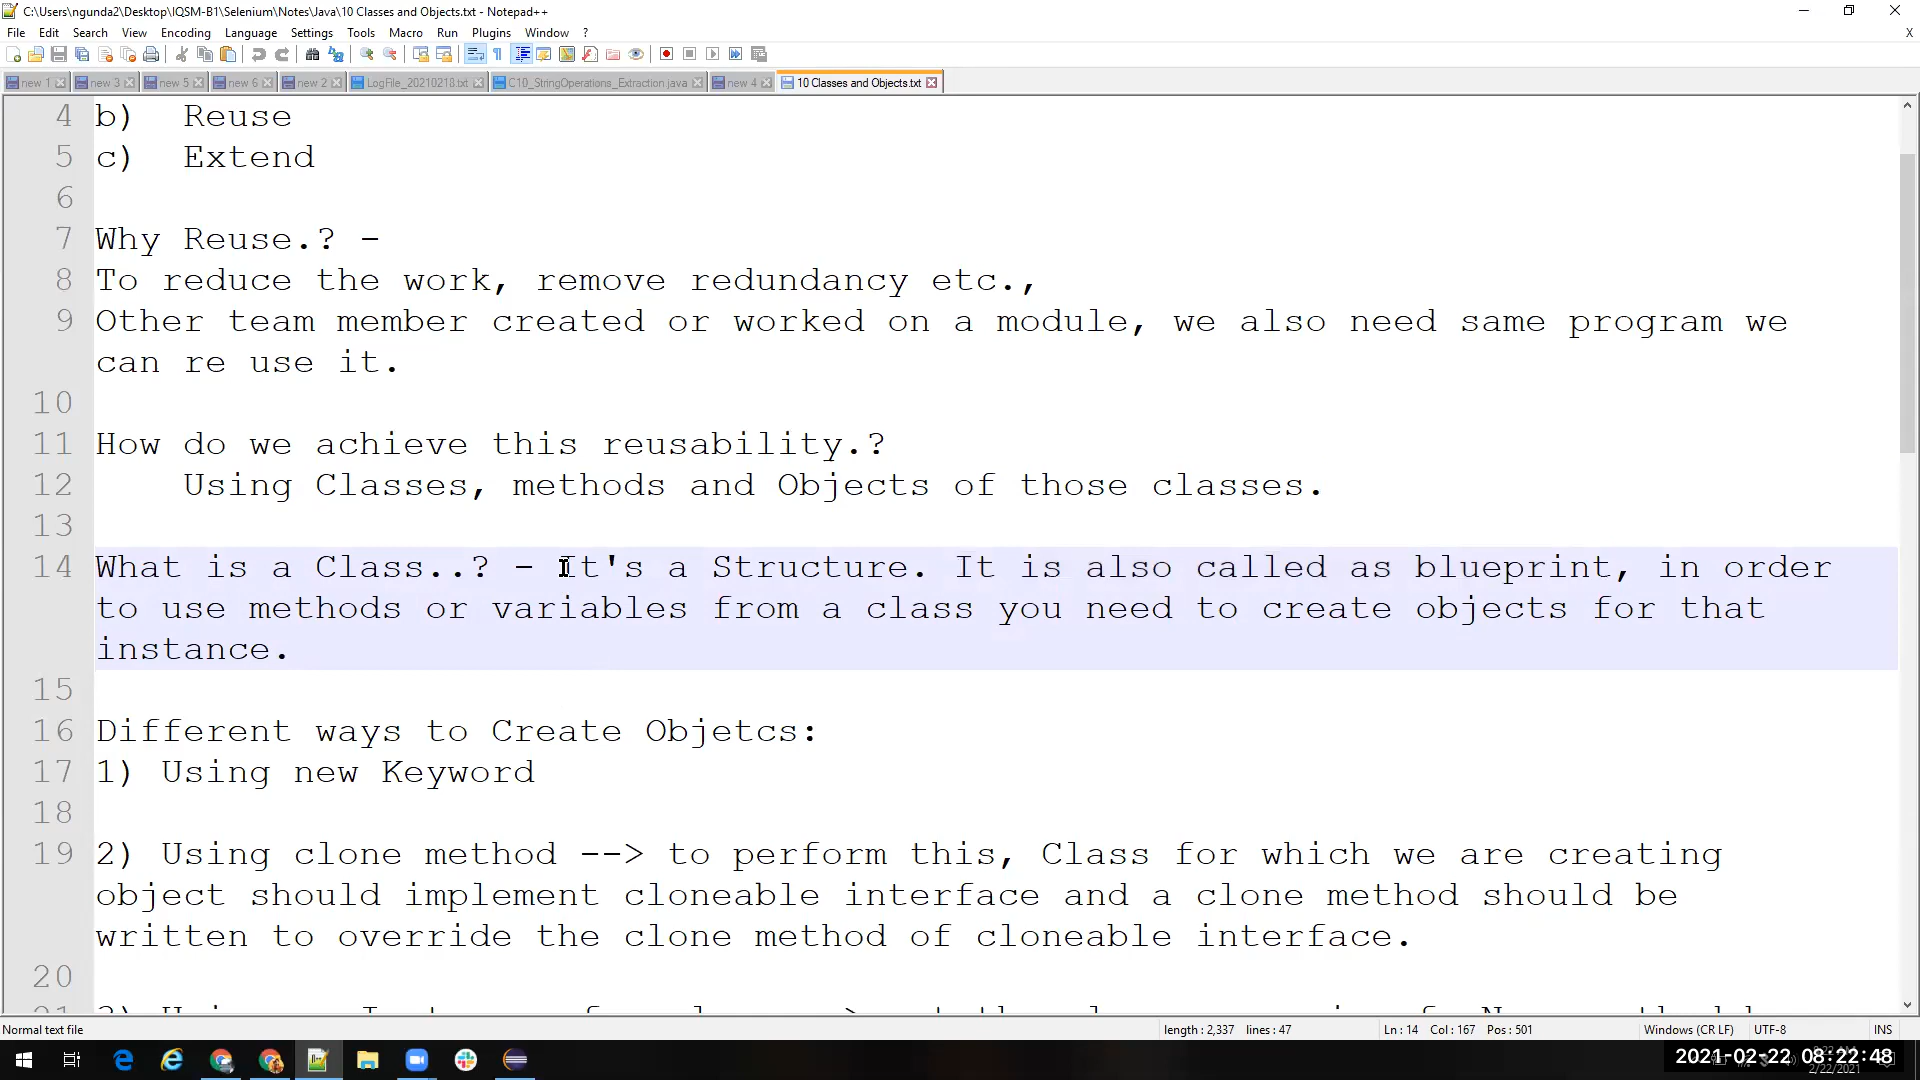 C:\Users\ngunda2\Desktop\IQSM-B1\Selenium\Notes\Java\10 Classes and Objects.txt - Notepad++
File Edit Search View Encoding Language Settings Tools Macro Run Plugins Window ? X
new 1 new 3 new 5 new 6 new 2 LogFile_20210218.txt C10_StringOperations_Extraction.java new 4 10 Classes and Objects.txt
4 b) Reuse
5 c) Extend
6
7 Why Reuse.? -
8 To reduce the work, remove redundancy etc.,
9 Other team member created or worked on a module, we also need same program we
can re use it.
10
11 How do we achieve this reusability.?
12 Using Classes, methods and Objects of those classes.
13
14 What is a Class..? - It's a Structure. It is also called as blueprint, in order
to use methods or variables from a class you need to create objects for that
instance.
15
16 Different ways to Create Objetcs:
17 1) Using new Keyword
18
19 2) Using clone method --> to perform this, Class for which we are creating
object should implement cloneable interface and a clone method should be
written to override the clone method of cloneable interface.
20
Normal text file length : 2,337 lines : 47 Ln : 14 Col : 167 Pos : 501 Windows (CR LF) UTF-8 INS
2021-02-22 08:22:48
2/22/2021